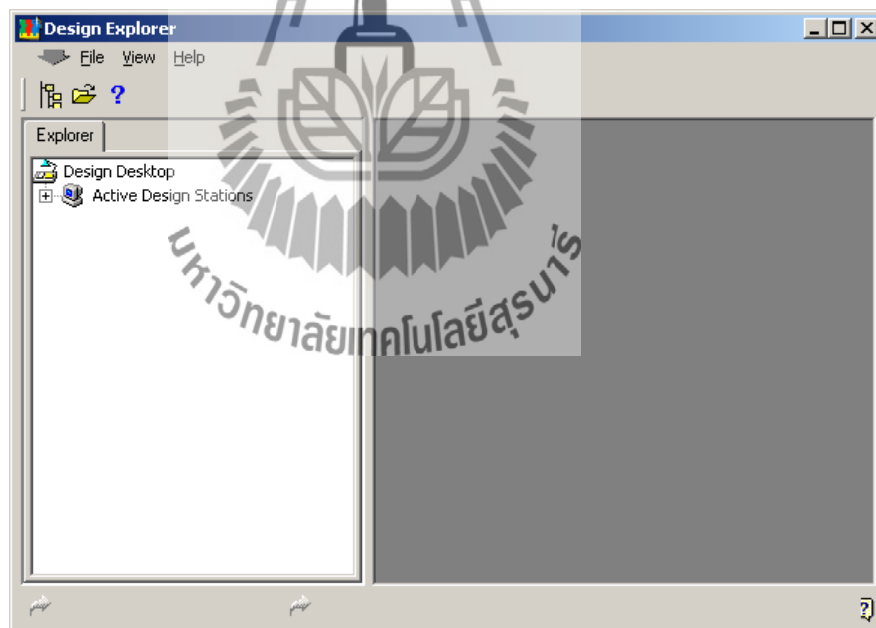 Design Explorer
File View Help
?
Explorer
Design Desktop
Active Design Stations
มหาวิทยาลัยเทคโนโลยีสุรนารี
?